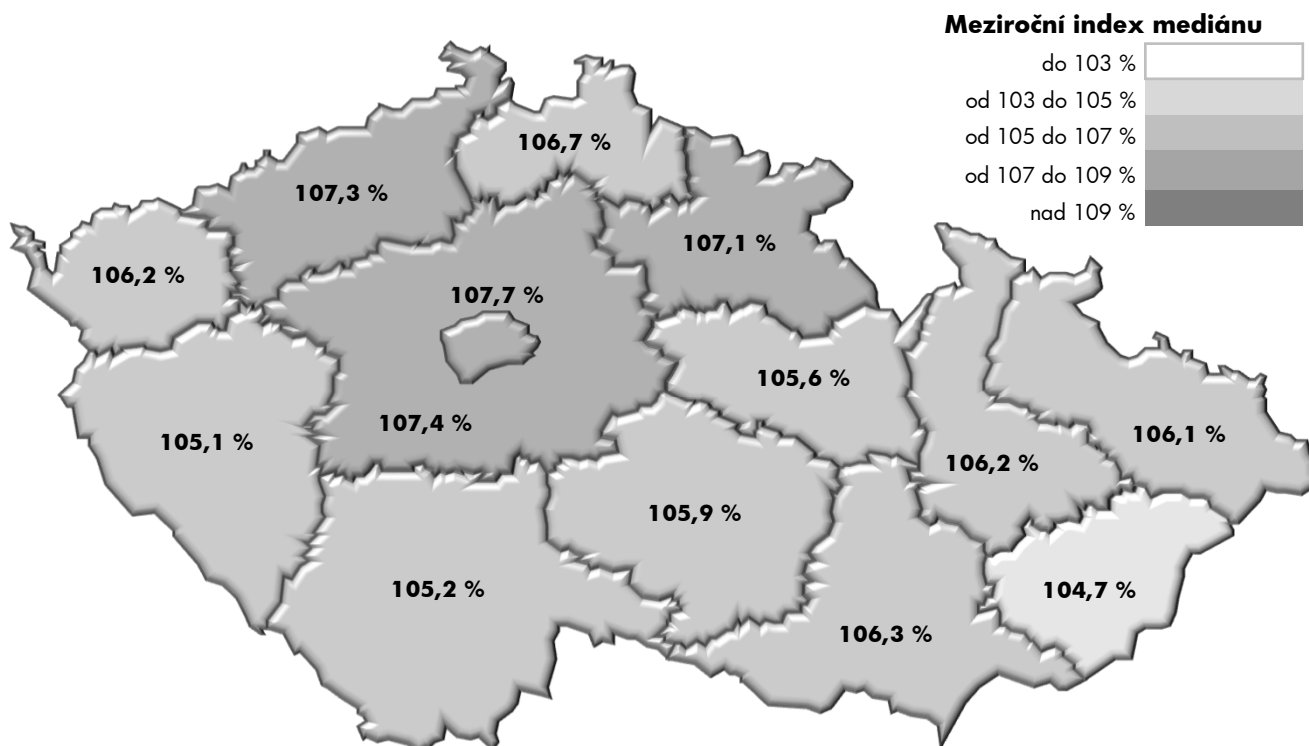 Meziroční index mediánu
do 103 %
od 103 do 105 %
od 105 do 107 %
od 107 do 109 %
nad 109 %
106,7 %
107,3 %
107,1 %
106,2 %
107,7 %
105,6 %
107,4 %
105,1 %
106,1 %
106,2 %
105,9 %
105,2 %
104,7 %
106,3 %